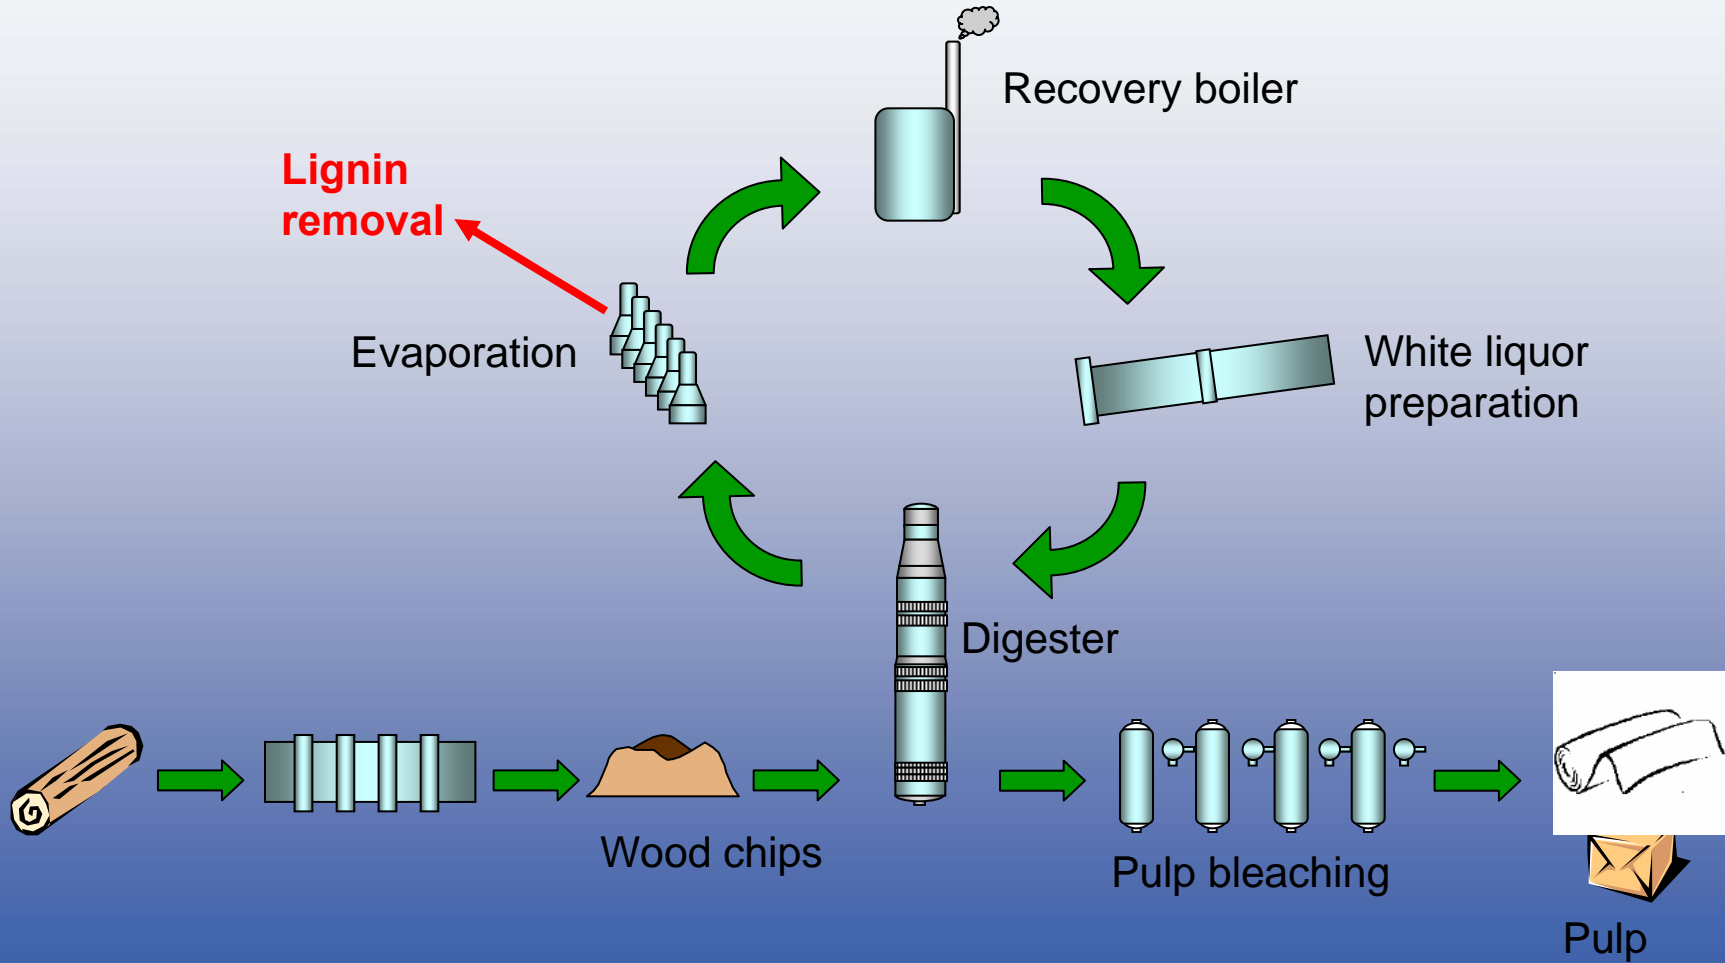 Recovery boiler
Lignin
removal
Evaporation
White liquor
preparation
Digester
Wood chips
Pulp bleaching
Pulp